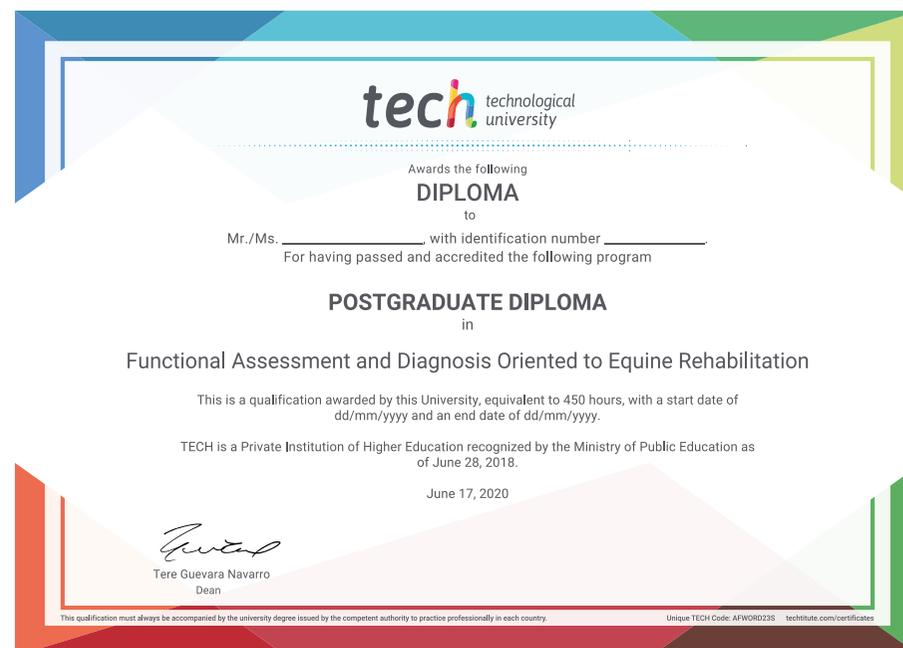 tech technological
university
Awards the following
DIPLOMA
to
Mr./Ms. ____________________, with identification number ______________.
For having passed and accredited the following program
POSTGRADUATE DIPLOMA
in
Functional Assessment and Diagnosis Oriented to Equine Rehabilitation
This is a qualification awarded by this University, equivalent to 450 hours, with a start date of
dd/mm/yyyy and an end date of dd/mm/yyyy.
TECH is a Private Institution of Higher Education recognized by the Ministry of Public Education as
of June 28, 2018.
June 17, 2020
Tere Guevara Navarro
Dean
This qualification must always be accompanied by the university degree issued by the competent authority to practice professionally in each country.
Unique TECH Code: AFWORD23S techtitute.com/certificates